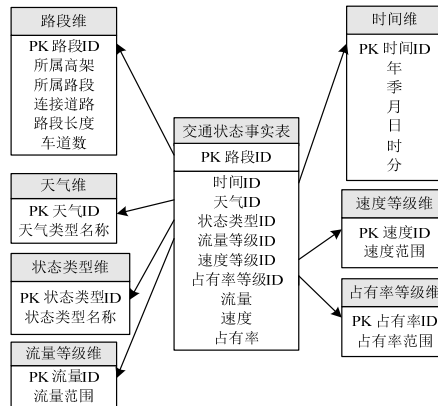 路段维
PK 路段ID
所属高架
所属路段
连接道路
路段长度
车道数
天气维
PK 天气ID
天气类型名称
状态类型维
PK 状态类型ID
状态类型名称
流量等级维
PK 流量ID
流量范围
交通状态事实表
PK 路段ID
时间ID
天气ID
状态类型ID
流量等级ID
速度等级ID
占有率等级ID
流量
速度
占有率
时间维
PK 时间ID
年
季
月
日
时
分
速度等级维
PK 速度ID
速度范围
占有率等级维
PK 占有率ID
占有率范围